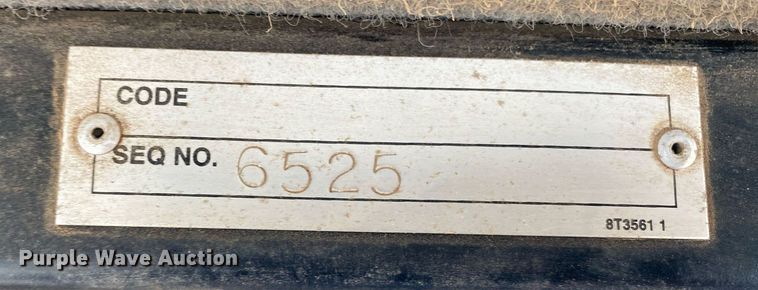 CODE
SEQ NO. 6525
8T3561 1
Purple Wave Auction